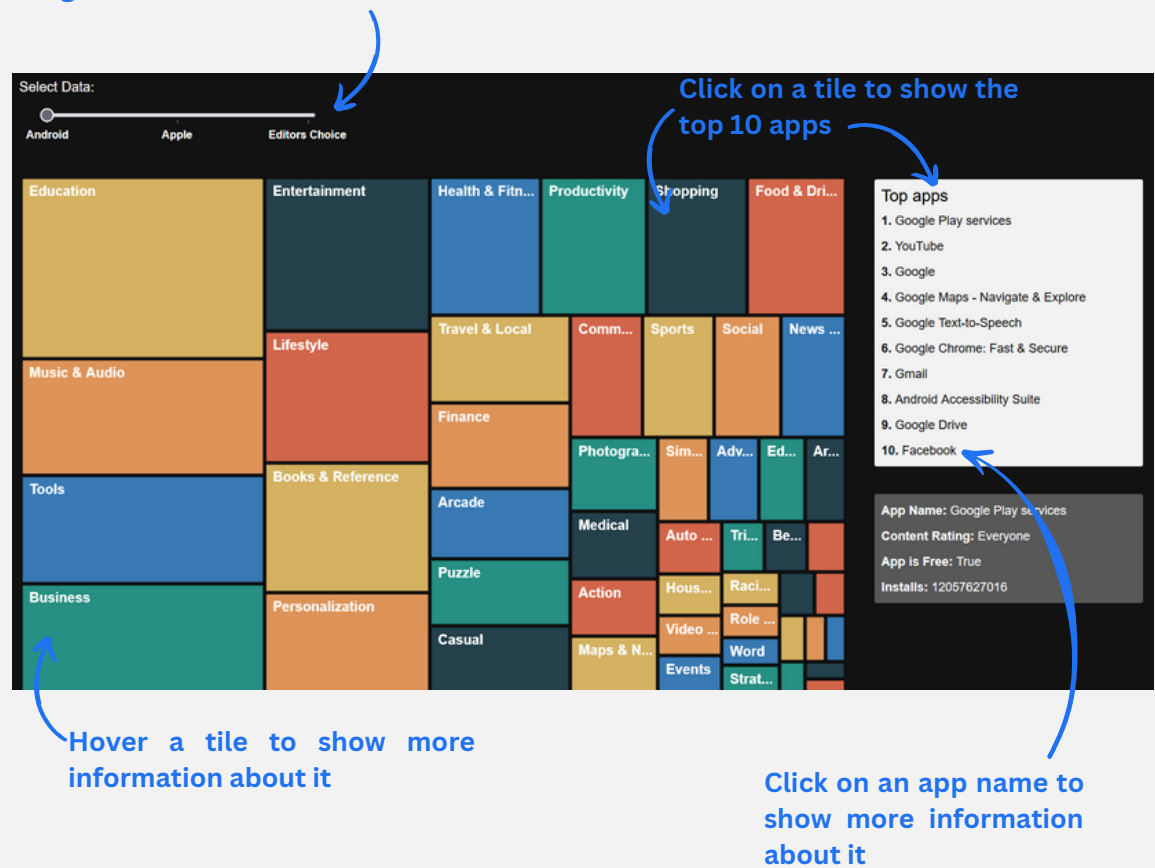 Select Data:
Android Apple Editors Choice
Click on a tile to show the
top 10 apps
Education
Entertainment
Health & Fitn...
Productivity
Shopping
Food & Dri...
Travel & Local
Comm...
Sports
Social
News ...
Lifestyle
Music & Audio
Finance
Photogra...
Sim...
Adv...
Ed...
Ar...
Books & Reference
Tools
Arcade
Medical
Auto ...
Tri...
Be...
Puzzle
Action
Hous...
Raci...
Business
Personalization
Casual
Maps & N...
Video ...
Role ...
Word
Events
Strat...
Top apps
1. Google Play services
2. YouTube
3. Google
4. Google Maps - Navigate & Explore
5. Google Text-to-Speech
6. Google Chrome: Fast & Secure
7. Gmail
8. Android Accessibility Suite
9. Google Drive
10. Facebook
App Name: Google Play services
Content Rating: Everyone
App is Free: True
Installs: 12057627016
Hover a tile to show more
information about it
Click on an app name to
show more information
about it